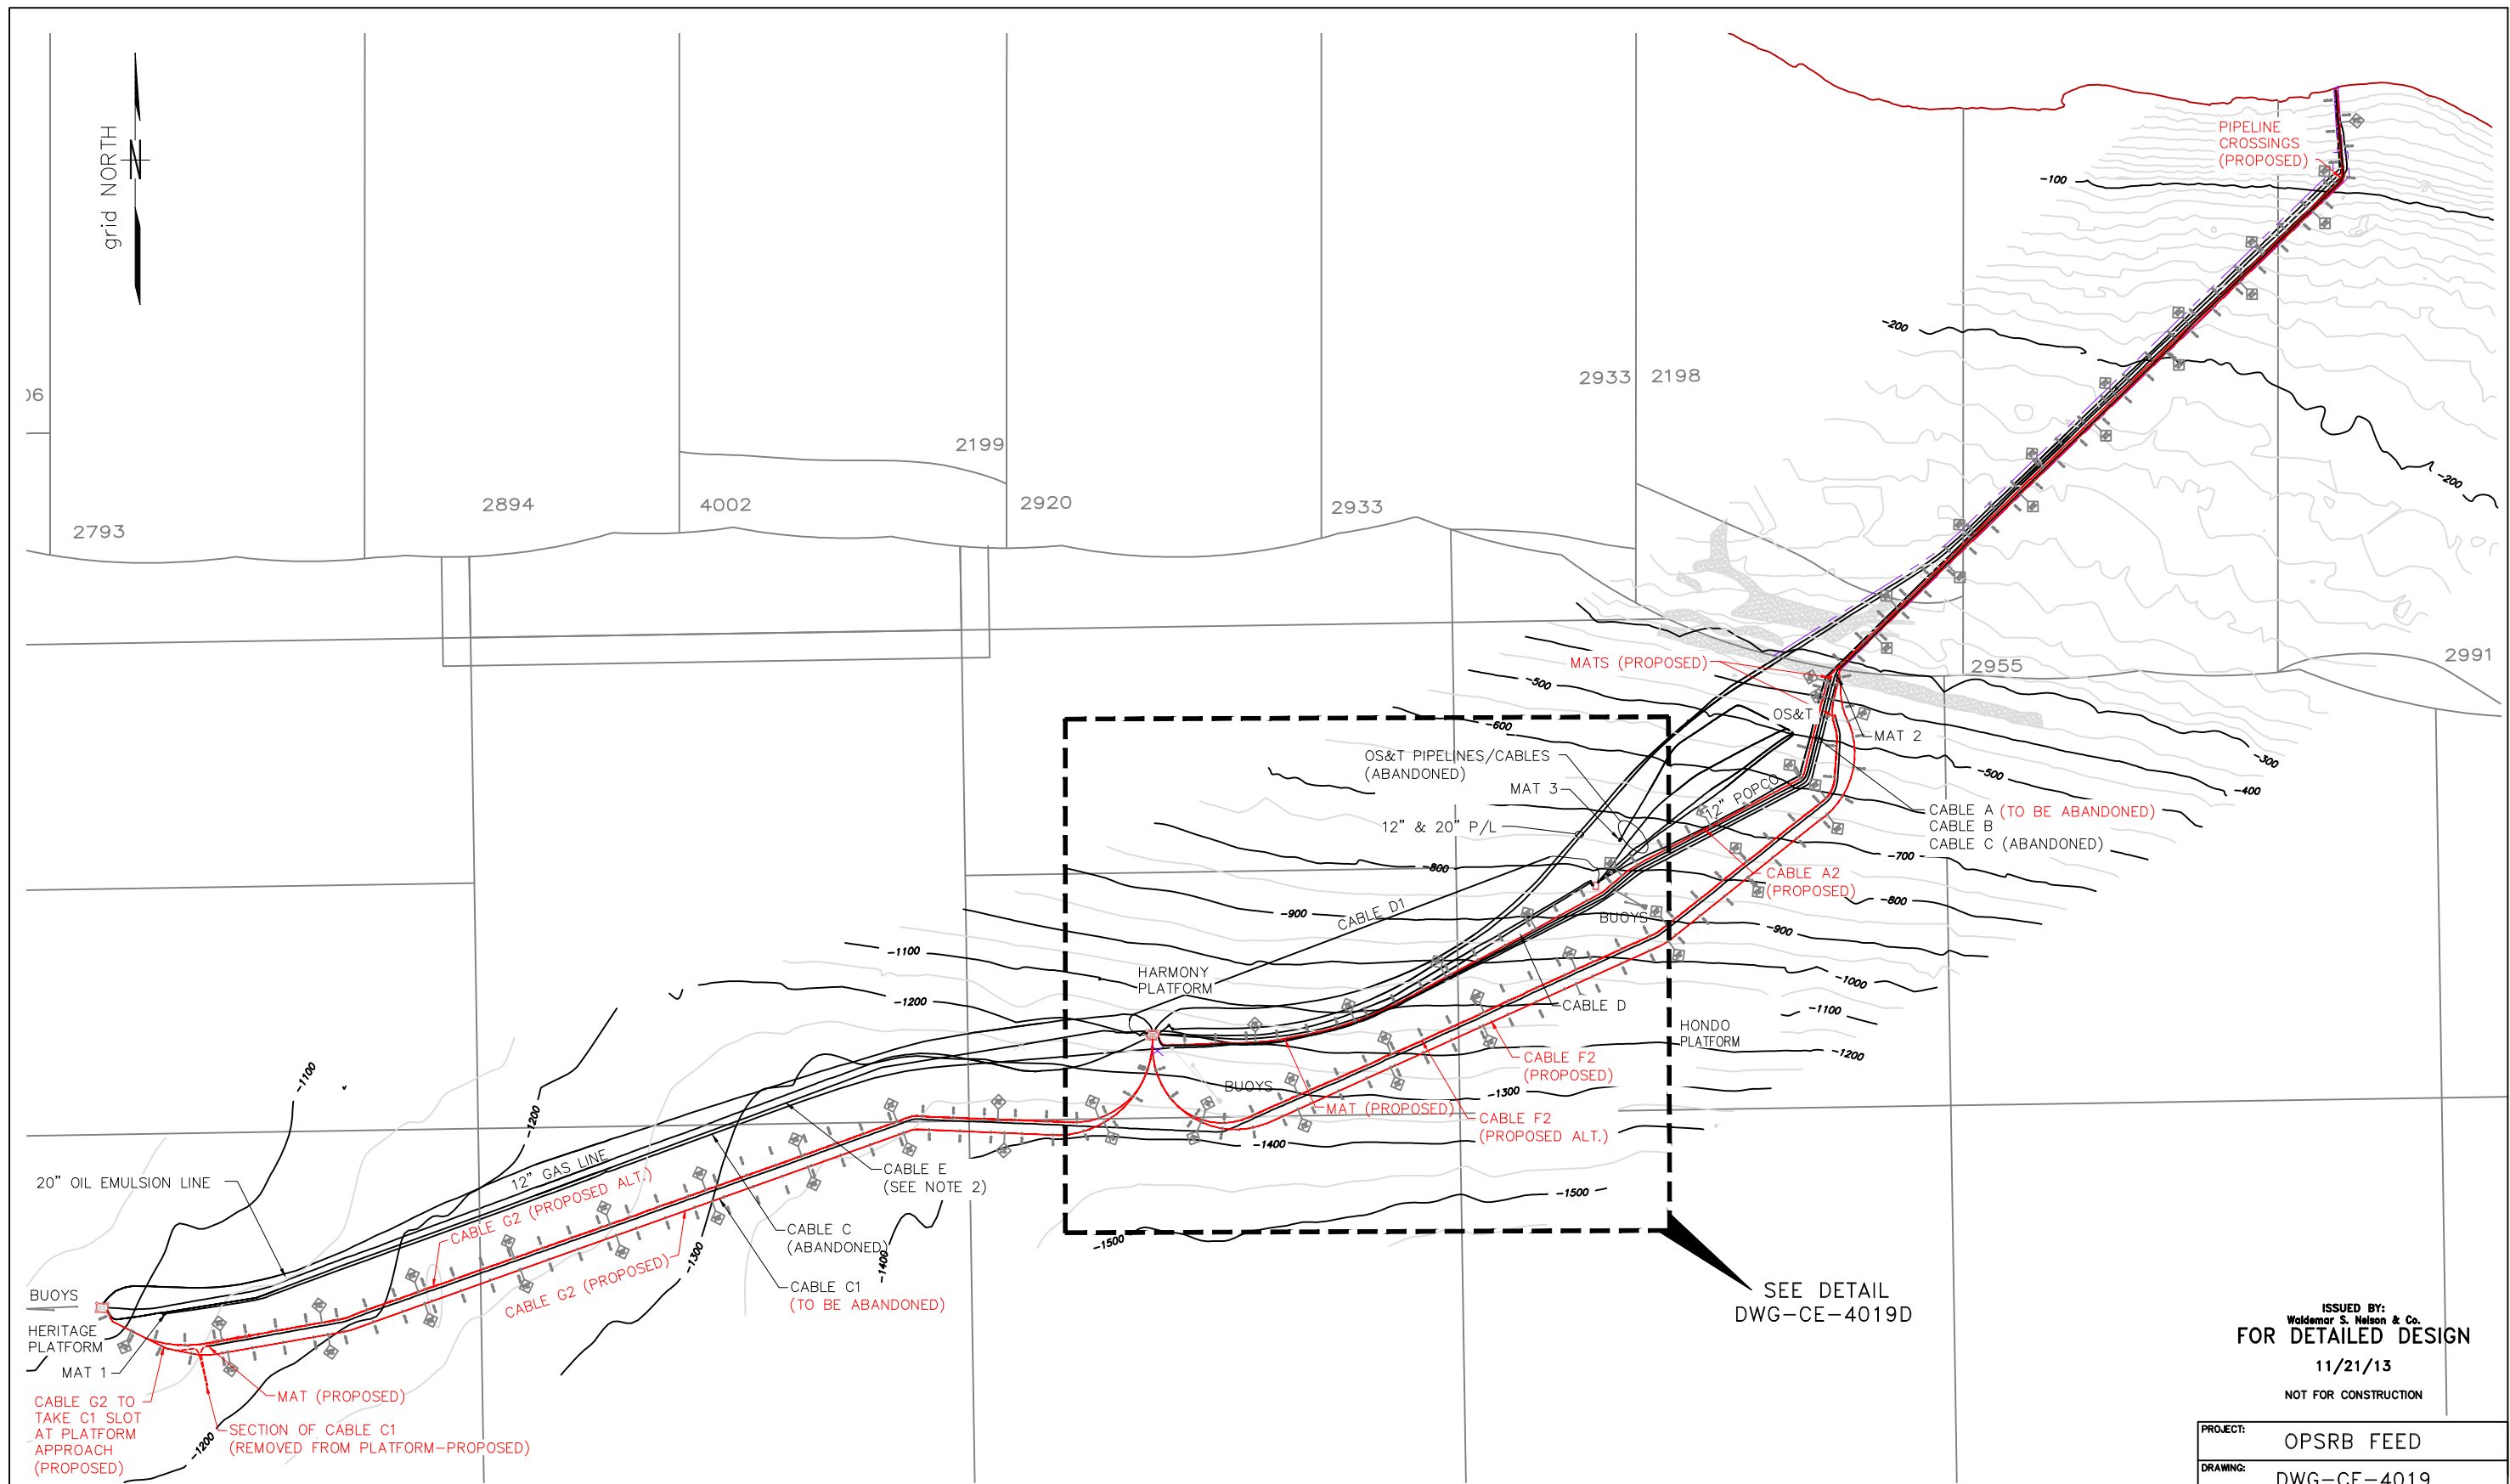 grid NORTH
N
PIPELINE
CROSSINGS
(PROPOSED)
-100
-200
-200
2933
2198
2199
2793
2894
4002
2920
2933
2955
2991
MATS (PROPOSED)
-500
-600
OS&T
MAT 2
-300
-400
-500
OS&T PIPELINES/CABLES
(ABANDONED)
MAT 3
12" & 20" P/L
12" POPCO
CABLE A (TO BE ABANDONED)
CABLE B
CABLE C (ABANDONED)
-700
-800
CABLE A2
(PROPOSED)
-800
-900
CABLE D1
BUOYS
-900
-1100
HARMONY
PLATFORM
-1000
-1200
CABLE D
-1100
HONDO
PLATFORM
-1200
CABLE F2
(PROPOSED)
-1100
-1200
BUOYS
-1300
MAT (PROPOSED)
CABLE F2
(PROPOSED ALT.)
-1400
20" OIL EMULSION LINE
12" GAS LINE
CABLE G2 (PROPOSED ALT.)
CABLE E
(SEE NOTE 2)
-1500
CABLE C
(ABANDONED)
-1500
-1400
-1300
CABLE G2 (PROPOSED)
CABLE C1
(TO BE ABANDONED)
SEE DETAIL
DWG-CE-4019D
BUOYS
HERITAGE
PLATFORM
MAT 1
MAT (PROPOSED)
CABLE G2 TO
TAKE C1 SLOT
AT PLATFORM
APPROACH
(PROPOSED)
SECTION OF CABLE C1
(REMOVED FROM PLATFORM-PROPOSED)
-1200
ISSUED BY:
Waldemar S. Nelson & Co.
FOR DETAILED DESIGN
11/21/13
NOT FOR CONSTRUCTION
PROJECT:
OPSRB FEED
DRAWING:
DWG-CE-4019